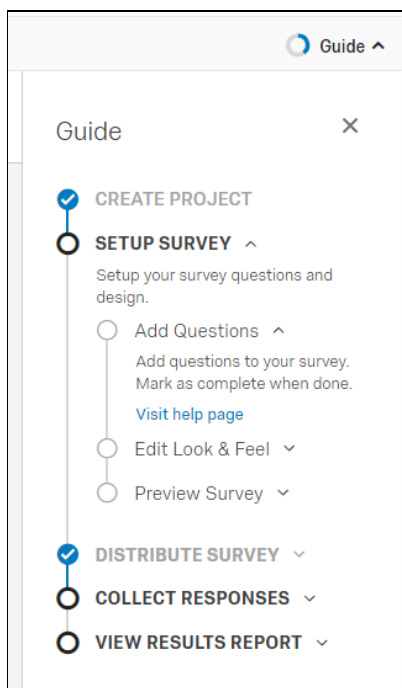 Guide
Guide
CREATE PROJECT
SETUP SURVEY
Setup your survey questions and
design.
Add Questions
Add questions to your survey.
Mark as complete when done.
Visit help page
Edit Look & Feel
Preview Survey
DISTRIBUTE SURVEY
COLLECT RESPONSES
VIEW RESULTS REPORT